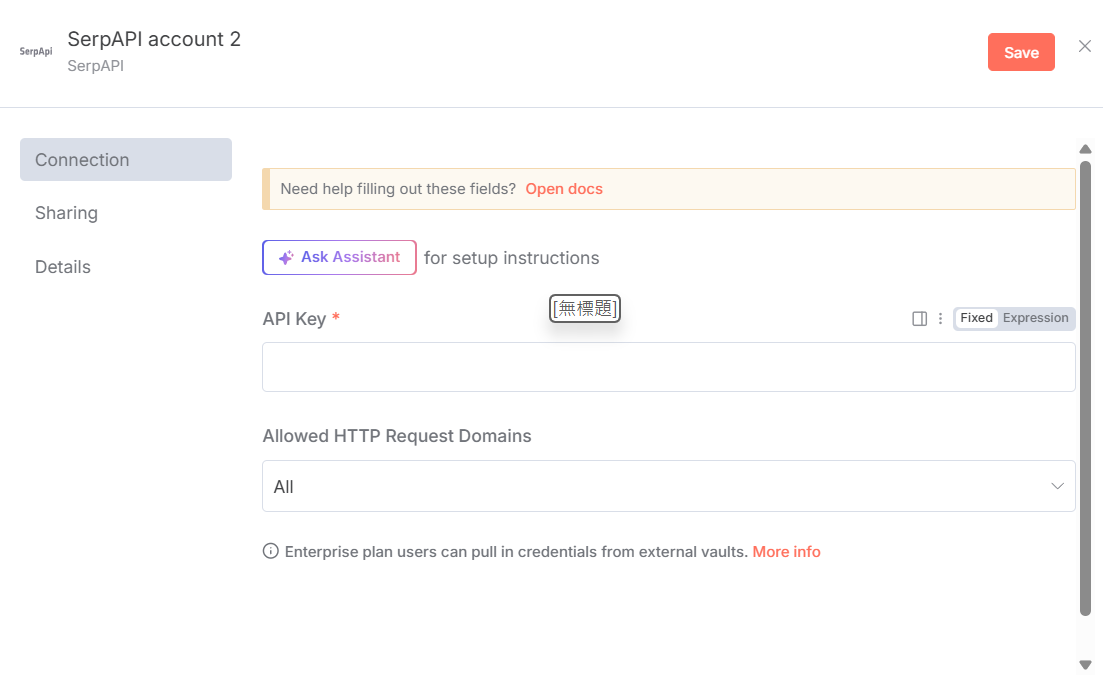 SerpApi
SerpAPI account 2
SerpAPI
Save
Connection
Sharing
Details
Need help filling out these fields? Open docs
Ask Assistant for setup instructions
[無標題]
API Key *
Fixed Expression
Allowed HTTP Request Domains
All
Enterprise plan users can pull in credentials from external vaults. More info